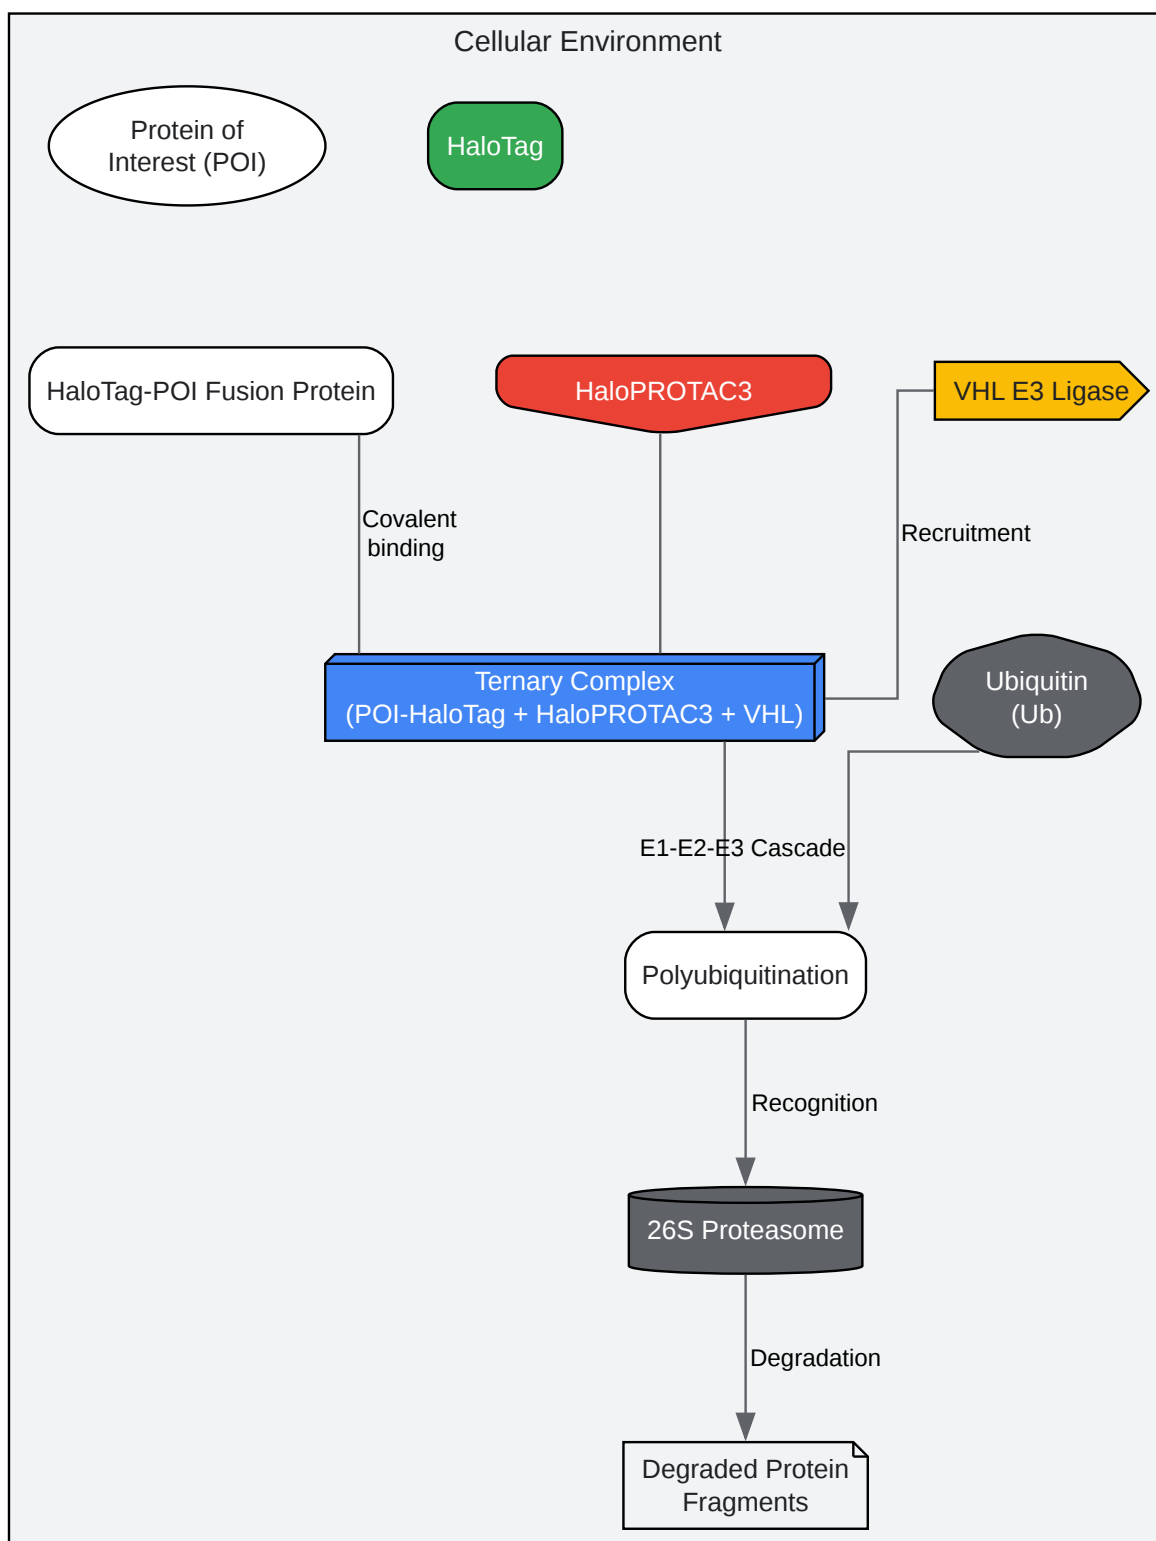 Cellular Environment
Protein of
Interest (POI)
HaloTag
HaloTag-POI Fusion Protein
HaloPROTAC3
VHL E3 Ligase
Covalent
binding
Recruitment
Ternary Complex
(POI-HaloTag + HaloPROTAC3 + VHL)
Ubiquitin
(Ub)
E1-E2-E3 Cascade
Polyubiquitination
Recognition
26S Proteasome
Degradation
Degraded Protein
Fragments